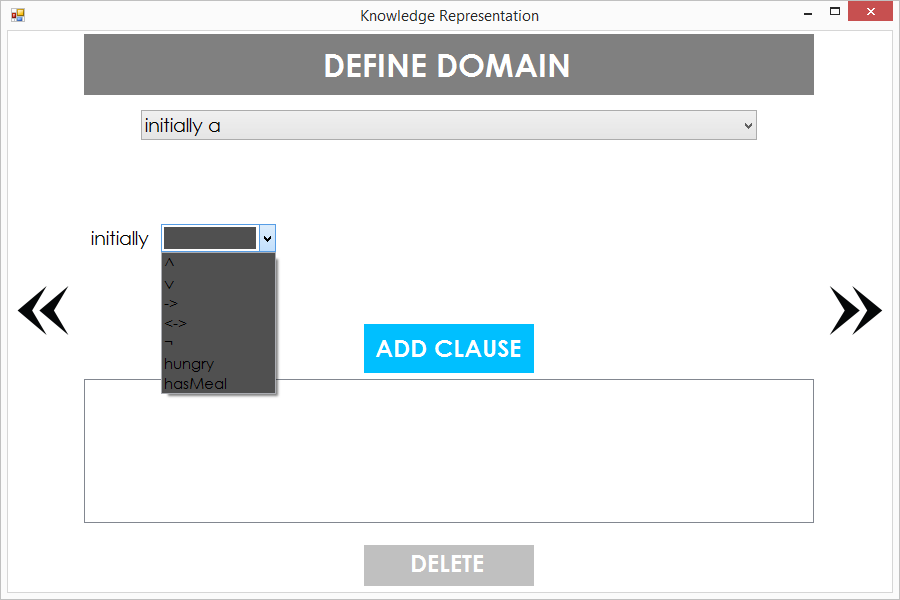 Knowledge Representation
DEFINE DOMAIN
initially a
initially
^
v
->
<->
¬
hungry
hasMeal
ADD CLAUSE
DELETE